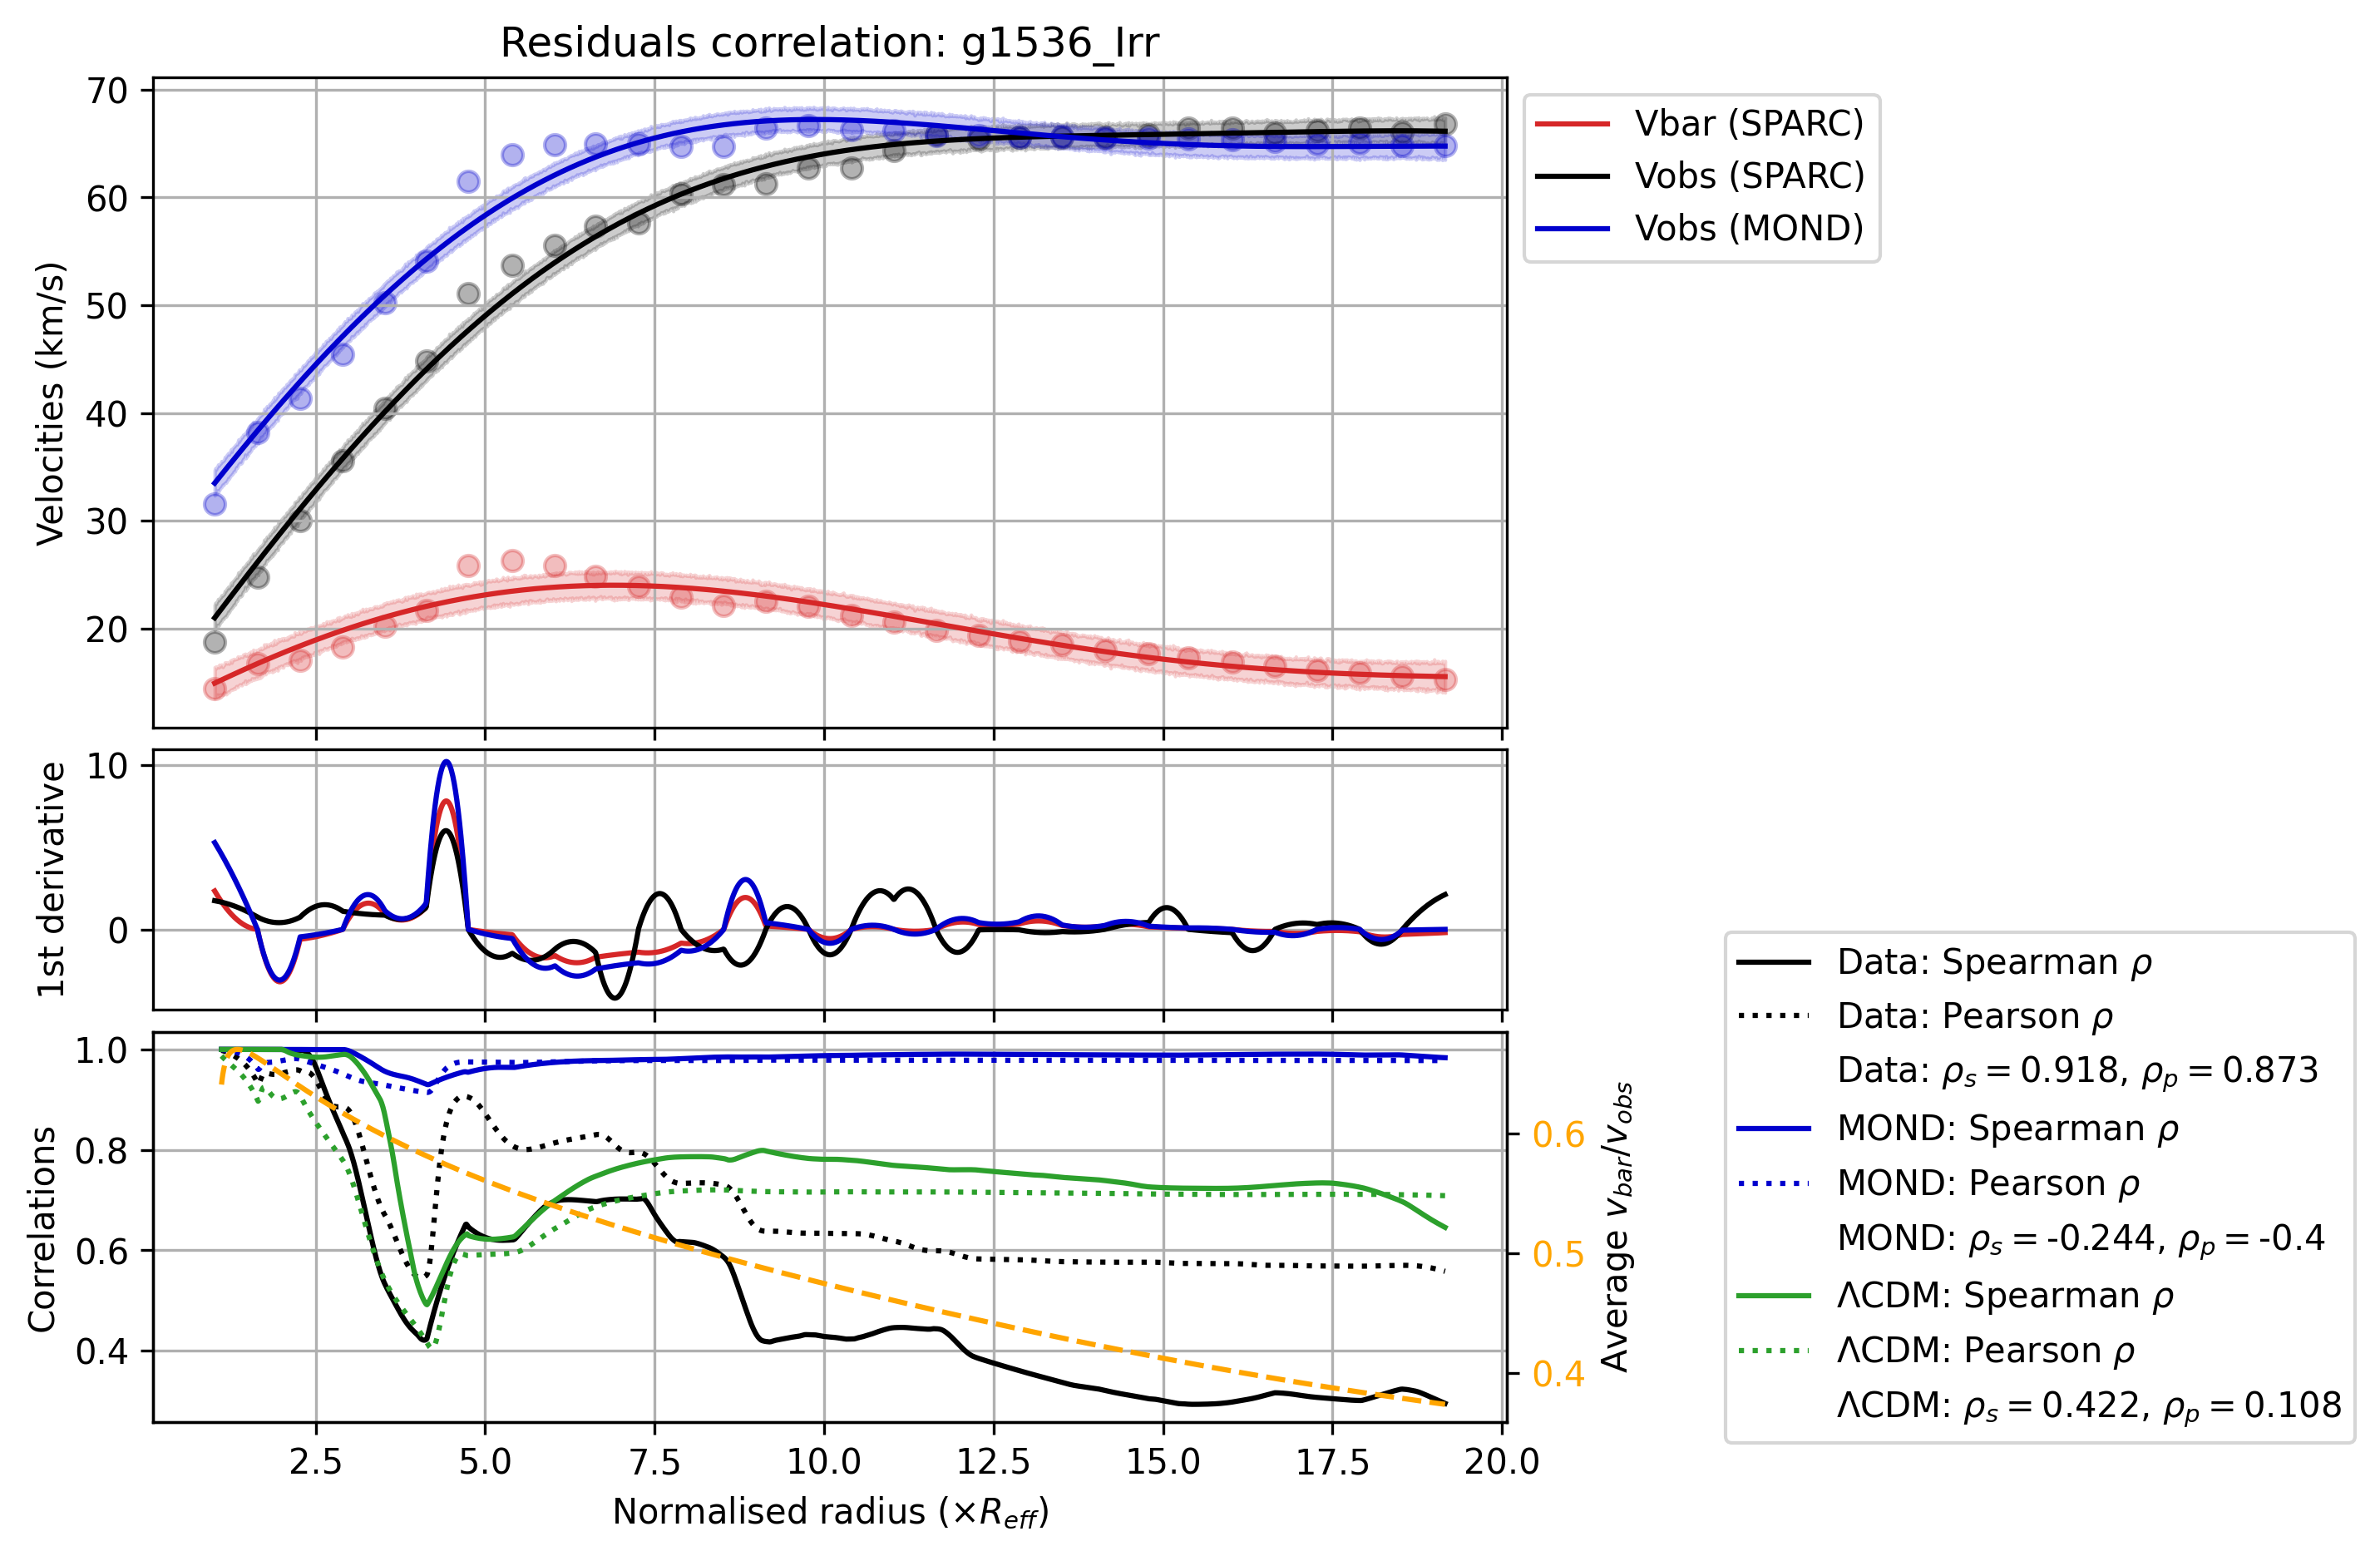 Residuals correlation: g1536_Irr
70
60
50
40
30
20
Velocities (km/s)
Vbar (SPARC)
Vobs (SPARC)
Vobs (MOND)
10
0
1st derivative
1.0
0.8
0.6
0.4
Correlations
0.6
0.5
0.4
Average v_bar/v_obs
2.5 5.0 7.5 10.0 12.5 15.0 17.5 20.0
Normalised radius (×R_eff)
Data: Spearman ρ
Data: Pearson ρ
Data: ρ_s = 0.918, ρ_p = 0.873
MOND: Spearman ρ
MOND: Pearson ρ
MOND: ρ_s = -0.244, ρ_p = -0.4
ΛCDM: Spearman ρ
ΛCDM: Pearson ρ
ΛCDM: ρ_s = 0.422, ρ_p = 0.108